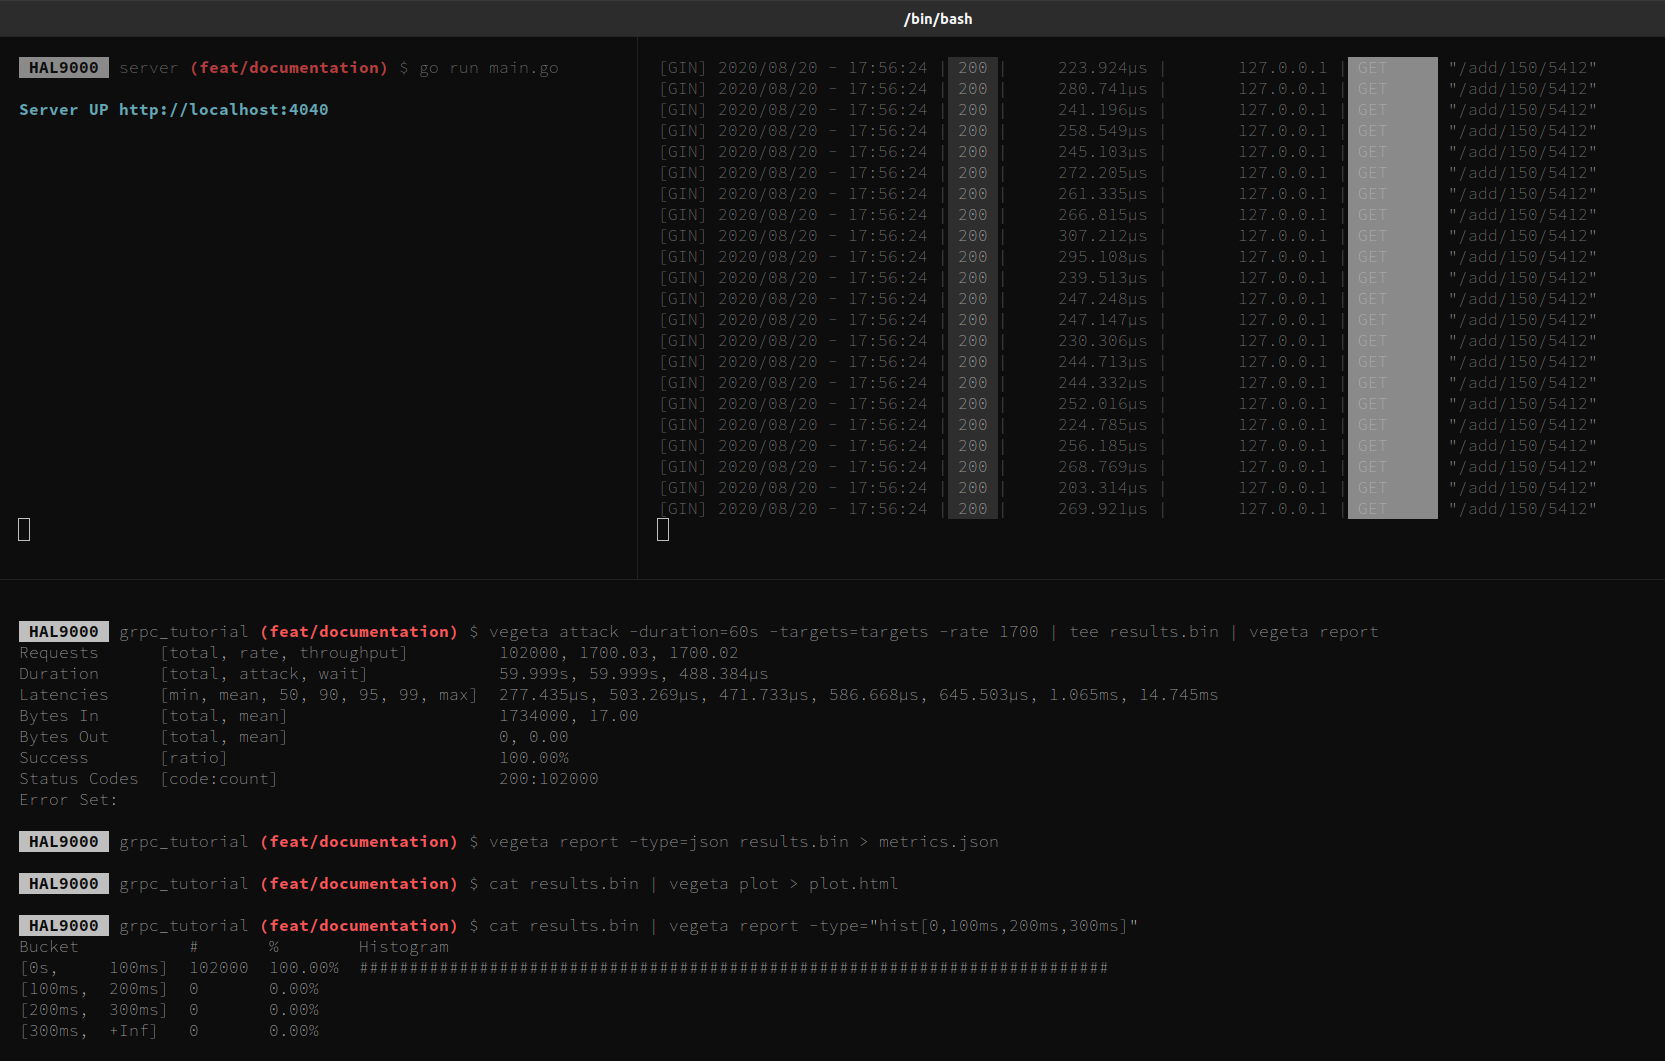 /bin/bash
HAL9000 server (feat/documentation) $ go run main.go
Server UP http://localhost:4040
[GIN] 2020/08/20 - 17:56:24 | 200 | 223.924µs | 127.0.0.1 | GET "/add/150/5412"
[GIN] 2020/08/20 - 17:56:24 | 200 | 280.741µs | 127.0.0.1 | GET "/add/150/5412"
[GIN] 2020/08/20 - 17:56:24 | 200 | 241.196µs | 127.0.0.1 | GET "/add/150/5412"
[GIN] 2020/08/20 - 17:56:24 | 200 | 258.549µs | 127.0.0.1 | GET "/add/150/5412"
[GIN] 2020/08/20 - 17:56:24 | 200 | 245.103µs | 127.0.0.1 | GET "/add/150/5412"
[GIN] 2020/08/20 - 17:56:24 | 200 | 272.205µs | 127.0.0.1 | GET "/add/150/5412"
[GIN] 2020/08/20 - 17:56:24 | 200 | 261.335µs | 127.0.0.1 | GET "/add/150/5412"
[GIN] 2020/08/20 - 17:56:24 | 200 | 266.815µs | 127.0.0.1 | GET "/add/150/5412"
[GIN] 2020/08/20 - 17:56:24 | 200 | 307.212µs | 127.0.0.1 | GET "/add/150/5412"
[GIN] 2020/08/20 - 17:56:24 | 200 | 295.108µs | 127.0.0.1 | GET "/add/150/5412"
[GIN] 2020/08/20 - 17:56:24 | 200 | 239.513µs | 127.0.0.1 | GET "/add/150/5412"
[GIN] 2020/08/20 - 17:56:24 | 200 | 247.248µs | 127.0.0.1 | GET "/add/150/5412"
[GIN] 2020/08/20 - 17:56:24 | 200 | 247.147µs | 127.0.0.1 | GET "/add/150/5412"
[GIN] 2020/08/20 - 17:56:24 | 200 | 230.306µs | 127.0.0.1 | GET "/add/150/5412"
[GIN] 2020/08/20 - 17:56:24 | 200 | 244.713µs | 127.0.0.1 | GET "/add/150/5412"
[GIN] 2020/08/20 - 17:56:24 | 200 | 244.332µs | 127.0.0.1 | GET "/add/150/5412"
[GIN] 2020/08/20 - 17:56:24 | 200 | 252.016µs | 127.0.0.1 | GET "/add/150/5412"
[GIN] 2020/08/20 - 17:56:24 | 200 | 224.785µs | 127.0.0.1 | GET "/add/150/5412"
[GIN] 2020/08/20 - 17:56:24 | 200 | 256.185µs | 127.0.0.1 | GET "/add/150/5412"
[GIN] 2020/08/20 - 17:56:24 | 200 | 268.769µs | 127.0.0.1 | GET "/add/150/5412"
[GIN] 2020/08/20 - 17:56:24 | 200 | 203.314µs | 127.0.0.1 | GET "/add/150/5412"
[GIN] 2020/08/20 - 17:56:24 | 200 | 269.921µs | 127.0.0.1 | GET "/add/150/5412"
HAL9000 grpc_tutorial (feat/documentation) $ vegeta attack -duration=60s -targets=targets -rate 1700 | tee results.bin | vegeta report
Requests [total, rate, throughput] 102000, 1700.03, 1700.02
Duration [total, attack, wait] 59.999s, 59.999s, 488.384µs
Latencies [min, mean, 50, 90, 95, 99, max] 277.435µs, 503.269µs, 471.733µs, 586.668µs, 645.503µs, 1.065ms, 14.745ms
Bytes In [total, mean] 1734000, 17.00
Bytes Out [total, mean] 0, 0.00
Success [ratio] 100.00%
Status Codes [code:count] 200:102000
Error Set:
HAL9000 grpc_tutorial (feat/documentation) $ vegeta report -type=json results.bin > metrics.json
HAL9000 grpc_tutorial (feat/documentation) $ cat results.bin | vegeta plot > plot.html
HAL9000 grpc_tutorial (feat/documentation) $ cat results.bin | vegeta report -type="hist[0,100ms,200ms,300ms]"
Bucket # % Histogram
[0s, 100ms] 102000 100.00% ###########################################################################
[100ms, 200ms] 0 0.00%
[200ms, 300ms] 0 0.00%
[300ms, +Inf] 0 0.00%